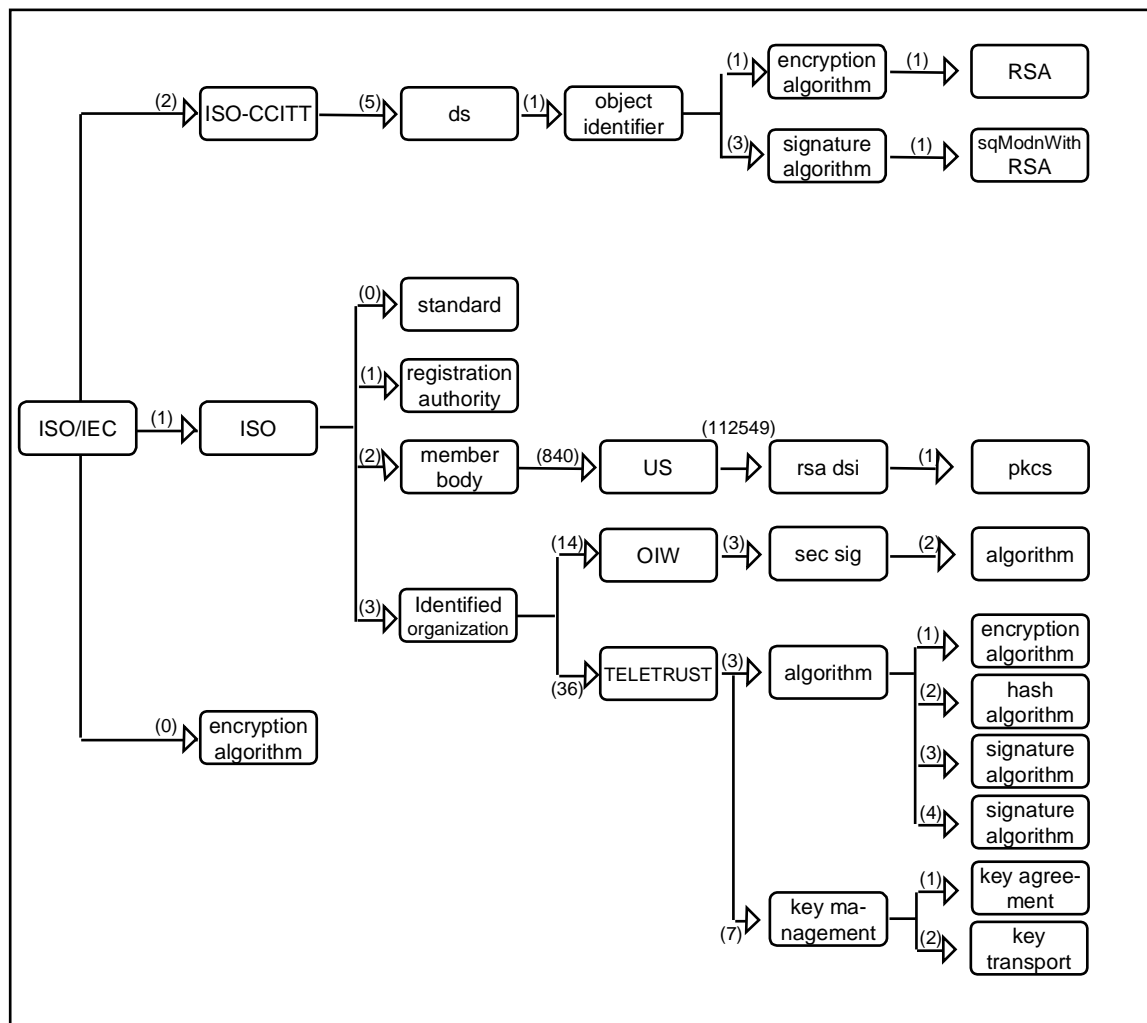 (1)
encryption
algorithm
(1)
RSA
(2)
ISO-CCITT
(5)
ds
(1)
object
identifier
(3)
signature
algorithm
(1)
sqModnWith
RSA
(0)
standard
(1)
registration
authority
ISO/IEC
(1)
ISO
(2)
member
body
(840)
US
(112549)
rsa dsi
(1)
pkcs
(14)
OIW
(3)
sec sig
(2)
algorithm
(3)
Identified
organization
(36)
TELETRUST
(3)
algorithm
(1)
encryption
algorithm
(2)
hash
algorithm
(3)
signature
algorithm
(4)
signature
algorithm
(0)
encryption
algorithm
(7)
key ma-
nagement
(1)
key agree-
ment
(2)
key
transport